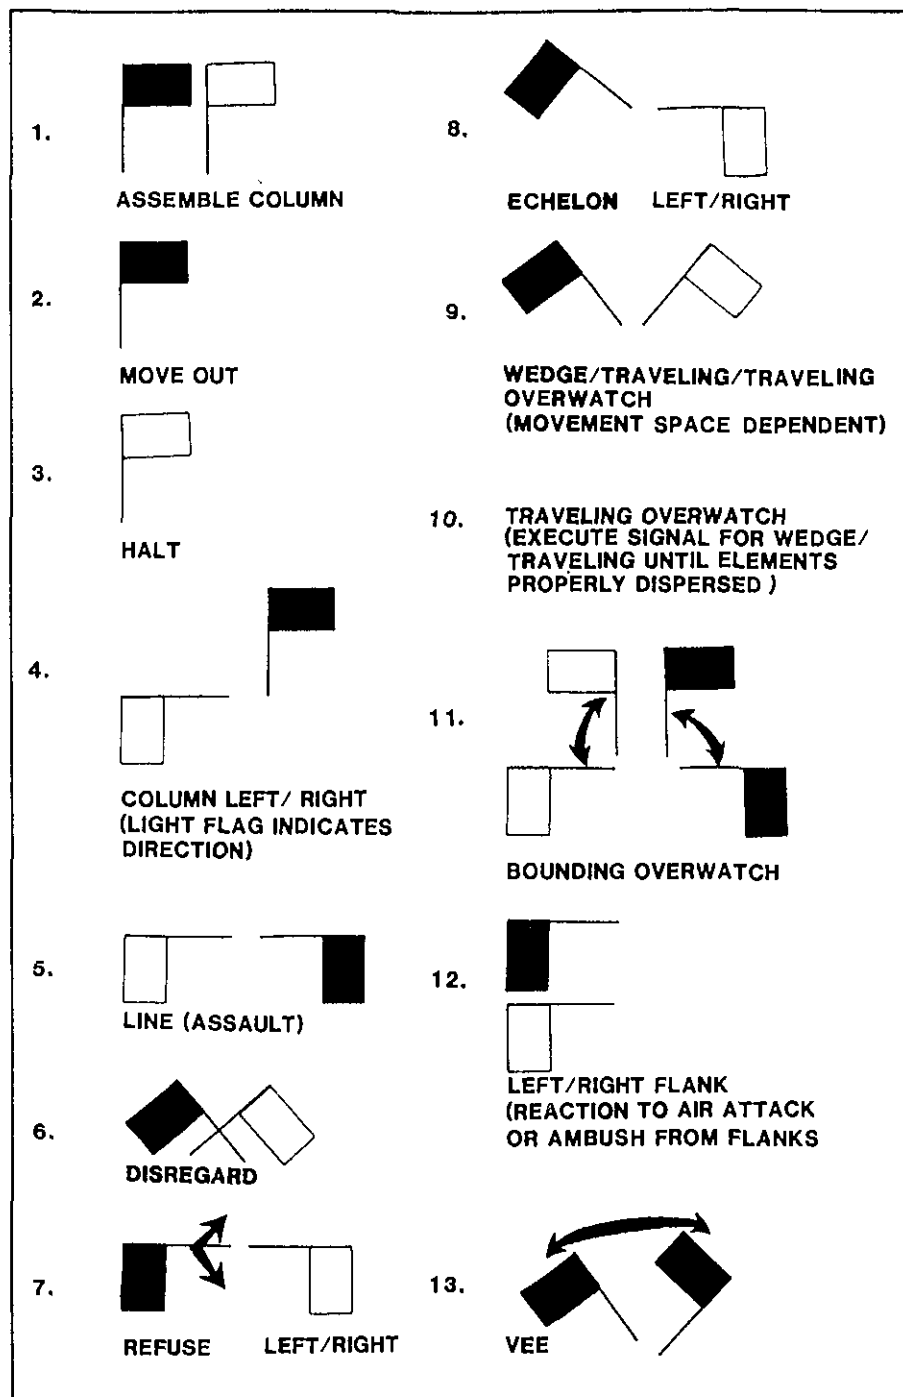 1.
ASSEMBLE COLUMN
2.
MOVE OUT
3.
HALT
4.
COLUMN LEFT/ RIGHT
(LIGHT FLAG INDICATES
DIRECTION)
5.
LINE (ASSAULT)
6.
DISREGARD
7.
REFUSE LEFT/RIGHT
8.
ECHELON LEFT/RIGHT
9.
WEDGE/TRAVELING/TRAVELING
OVERWATCH
(MOVEMENT SPACE DEPENDENT)
10. TRAVELING OVERWATCH
(EXECUTE SIGNAL FOR WEDGE/
TRAVELING UNTIL ELEMENTS
PROPERLY DISPERSED )
11.
BOUNDING OVERWATCH
12.
LEFT/RIGHT FLANK
(REACTION TO AIR ATTACK
OR AMBUSH FROM FLANKS
13.
VEE